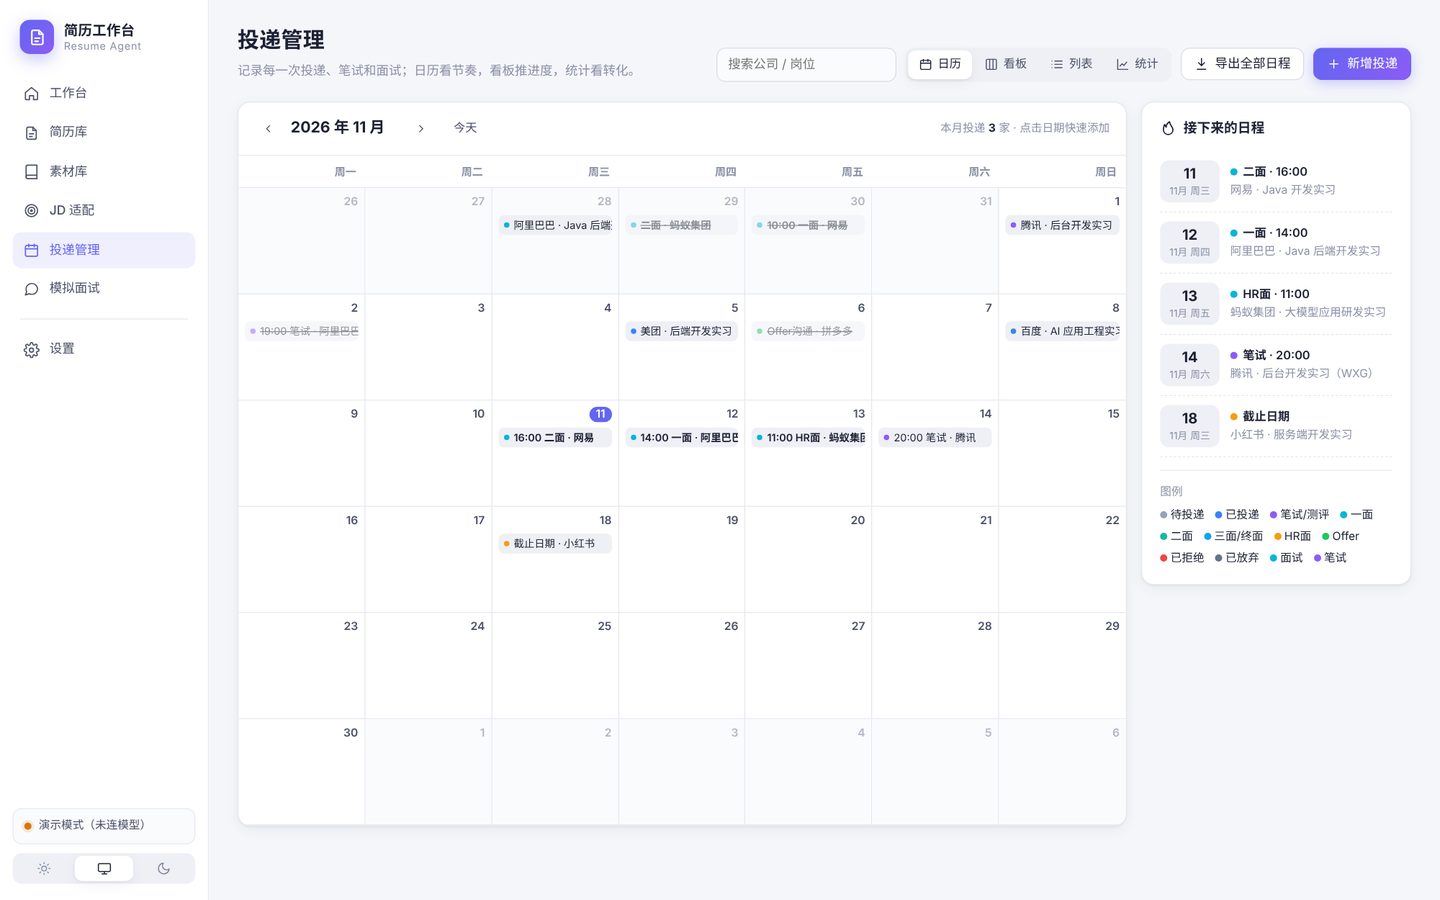 简历工作台
Resume Agent
工作台
简历库
素材库
JD 适配
投递管理
模拟面试
设置
演示模式（未连模型）
投递管理
记录每一次投递、笔试和面试；日历看节奏，看板推进度，统计看转化。
搜索公司 / 岗位
日历
看板
列表
统计
导出全部日程
新增投递
2026 年 11 月
今天
本月投递 3 家 · 点击日期快速添加
周一 周二 周三 周四 周五 周六 周日
26 27 28 29 30 31 1
阿里巴巴 · Java 后端
二面 · 蚂蚁集团
10:00 一面 · 网易
腾讯 · 后台开发实习
2 3 4 5 6 7 8
19:00 笔试 · 阿里巴巴
美团 · 后端开发实习
Offer沟通 · 拼多多
百度 · AI 应用工程实习
9 10 11 12 13 14 15
16:00 二面 · 网易
14:00 一面 · 阿里巴巴
11:00 HR面 · 蚂蚁集团
20:00 笔试 · 腾讯
16 17 18 19 20 21 22
截止日期 · 小红书
23 24 25 26 27 28 29
30 1 2 3 4 5 6
接下来的日程
11
11月 周三
二面 · 16:00
网易 · Java 开发实习
12
11月 周四
一面 · 14:00
阿里巴巴 · Java 后端开发实习
13
11月 周五
HR面 · 11:00
蚂蚁集团 · 大模型应用研发实习
14
11月 周六
笔试 · 20:00
腾讯 · 后台开发实习（WXG）
18
11月 周三
截止日期
小红书 · 服务端开发实习
图例
待投递 已投递 笔试/测评 一面
二面 三面/终面 HR面 Offer
已拒绝 已放弃 面试 笔试